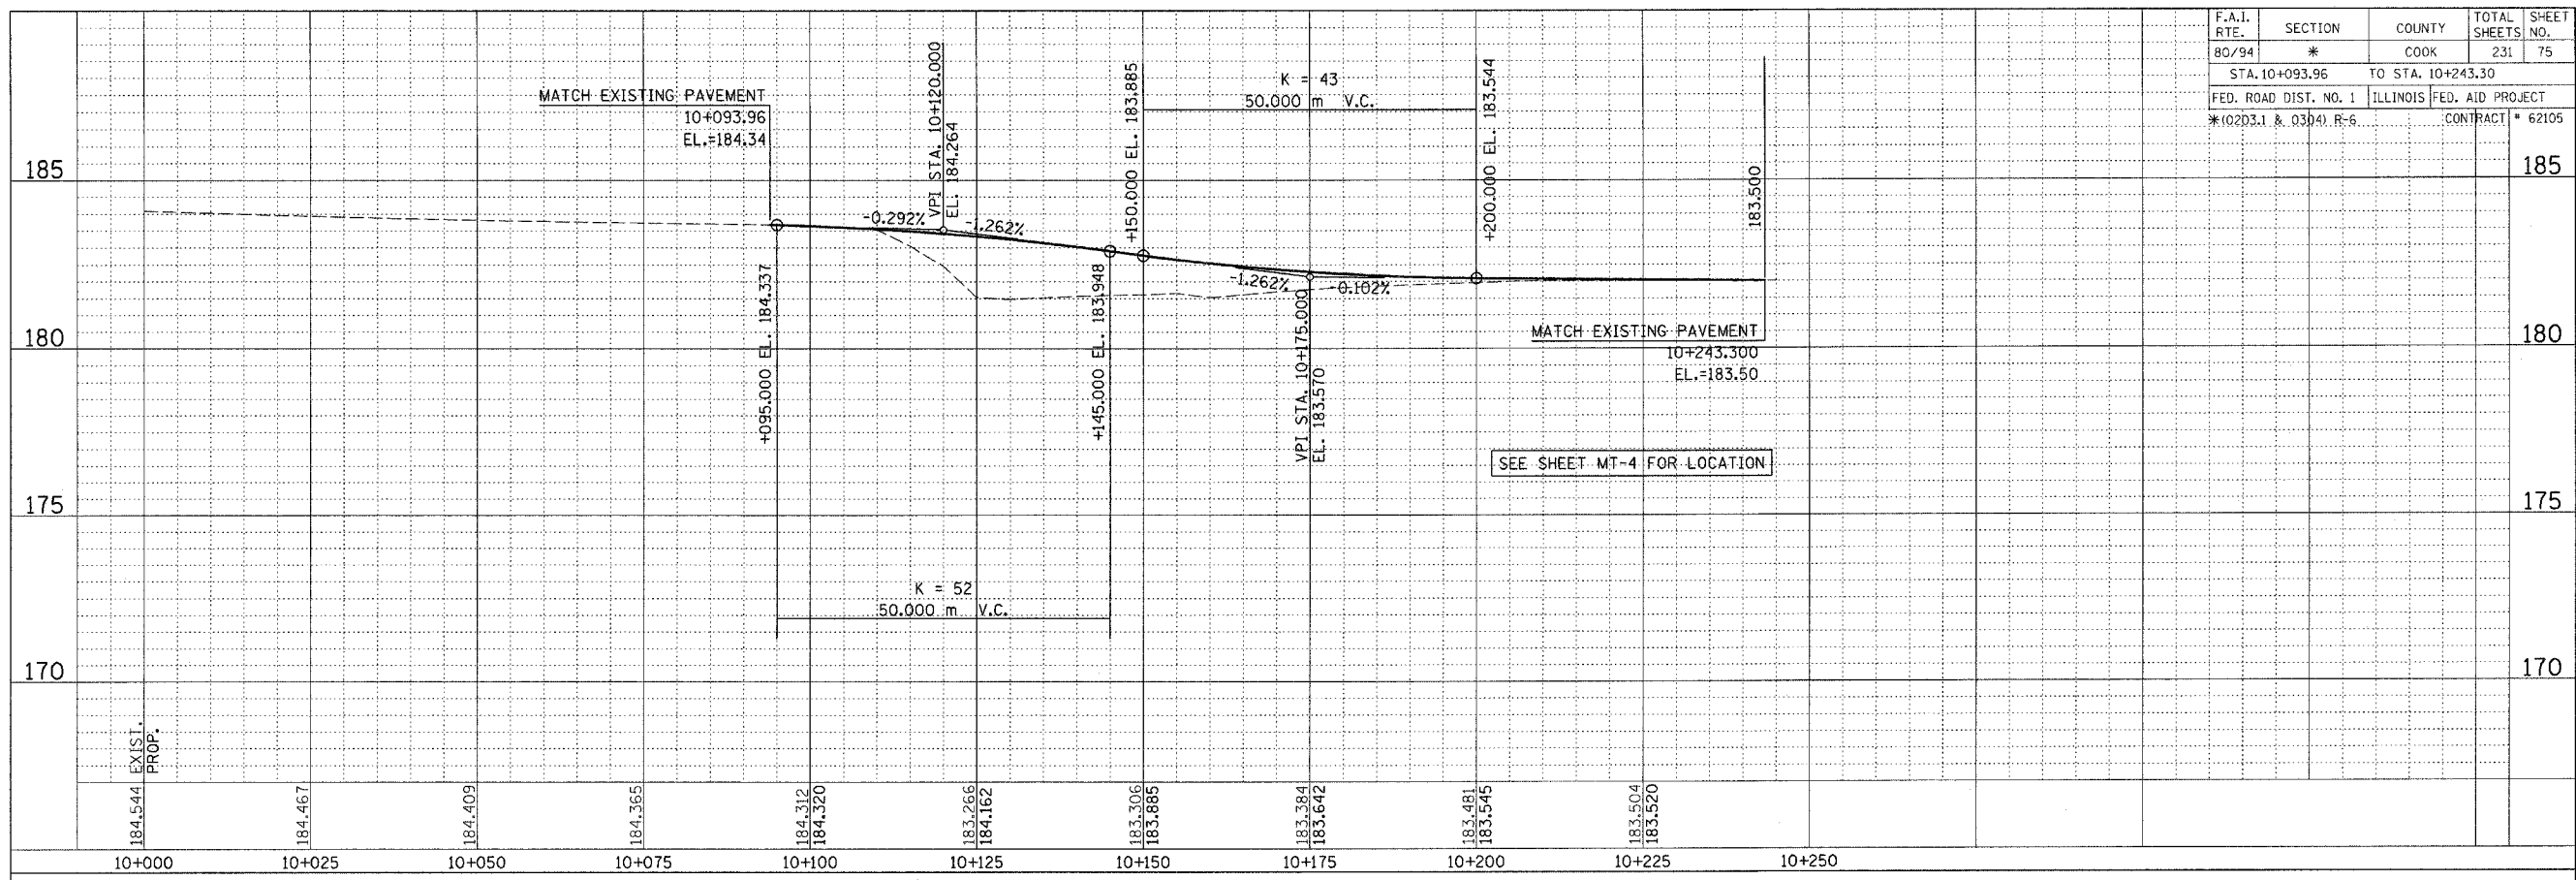 F.A.I. RTE. SECTION COUNTY TOTAL SHEETS SHEET NO.
80/94 * COOK 231 75
STA. 10+093.96 TO STA. 10+243.30
FED. ROAD DIST. NO. 1 ILLINOIS FED. AID PROJECT
*(0203.1 & 0304) R-6 CONTRACT # 62105
MATCH EXISTING PAVEMENT
10+093.96
EL.=184.34
VPI STA. 10+120.000
EL. 184.264
+150.000 EL. 183.885
K = 43
50.000 m V.C.
+200.000 EL. 183.544
183.500
185 185
-0.292% -1.262%
-1.262% -0.102%
+095.000 EL. 184.337
+145.000 EL. 183.948
VPI STA. 10+175.000
EL. 183.570
MATCH EXISTING PAVEMENT
10+243.300
EL.=183.50
180 180
SEE SHEET MT-4 FOR LOCATION
175 175
K = 52
50.000 m V.C.
170 170
EXIST.
PROP.
184.544
184.467
184.409
184.365
184.312
184.320
183.266
184.162
183.306
183.885
183.384
183.642
183.481
183.545
183.504
183.520
10+000 10+025 10+050 10+075 10+100 10+125 10+150 10+175 10+200 10+225 10+250